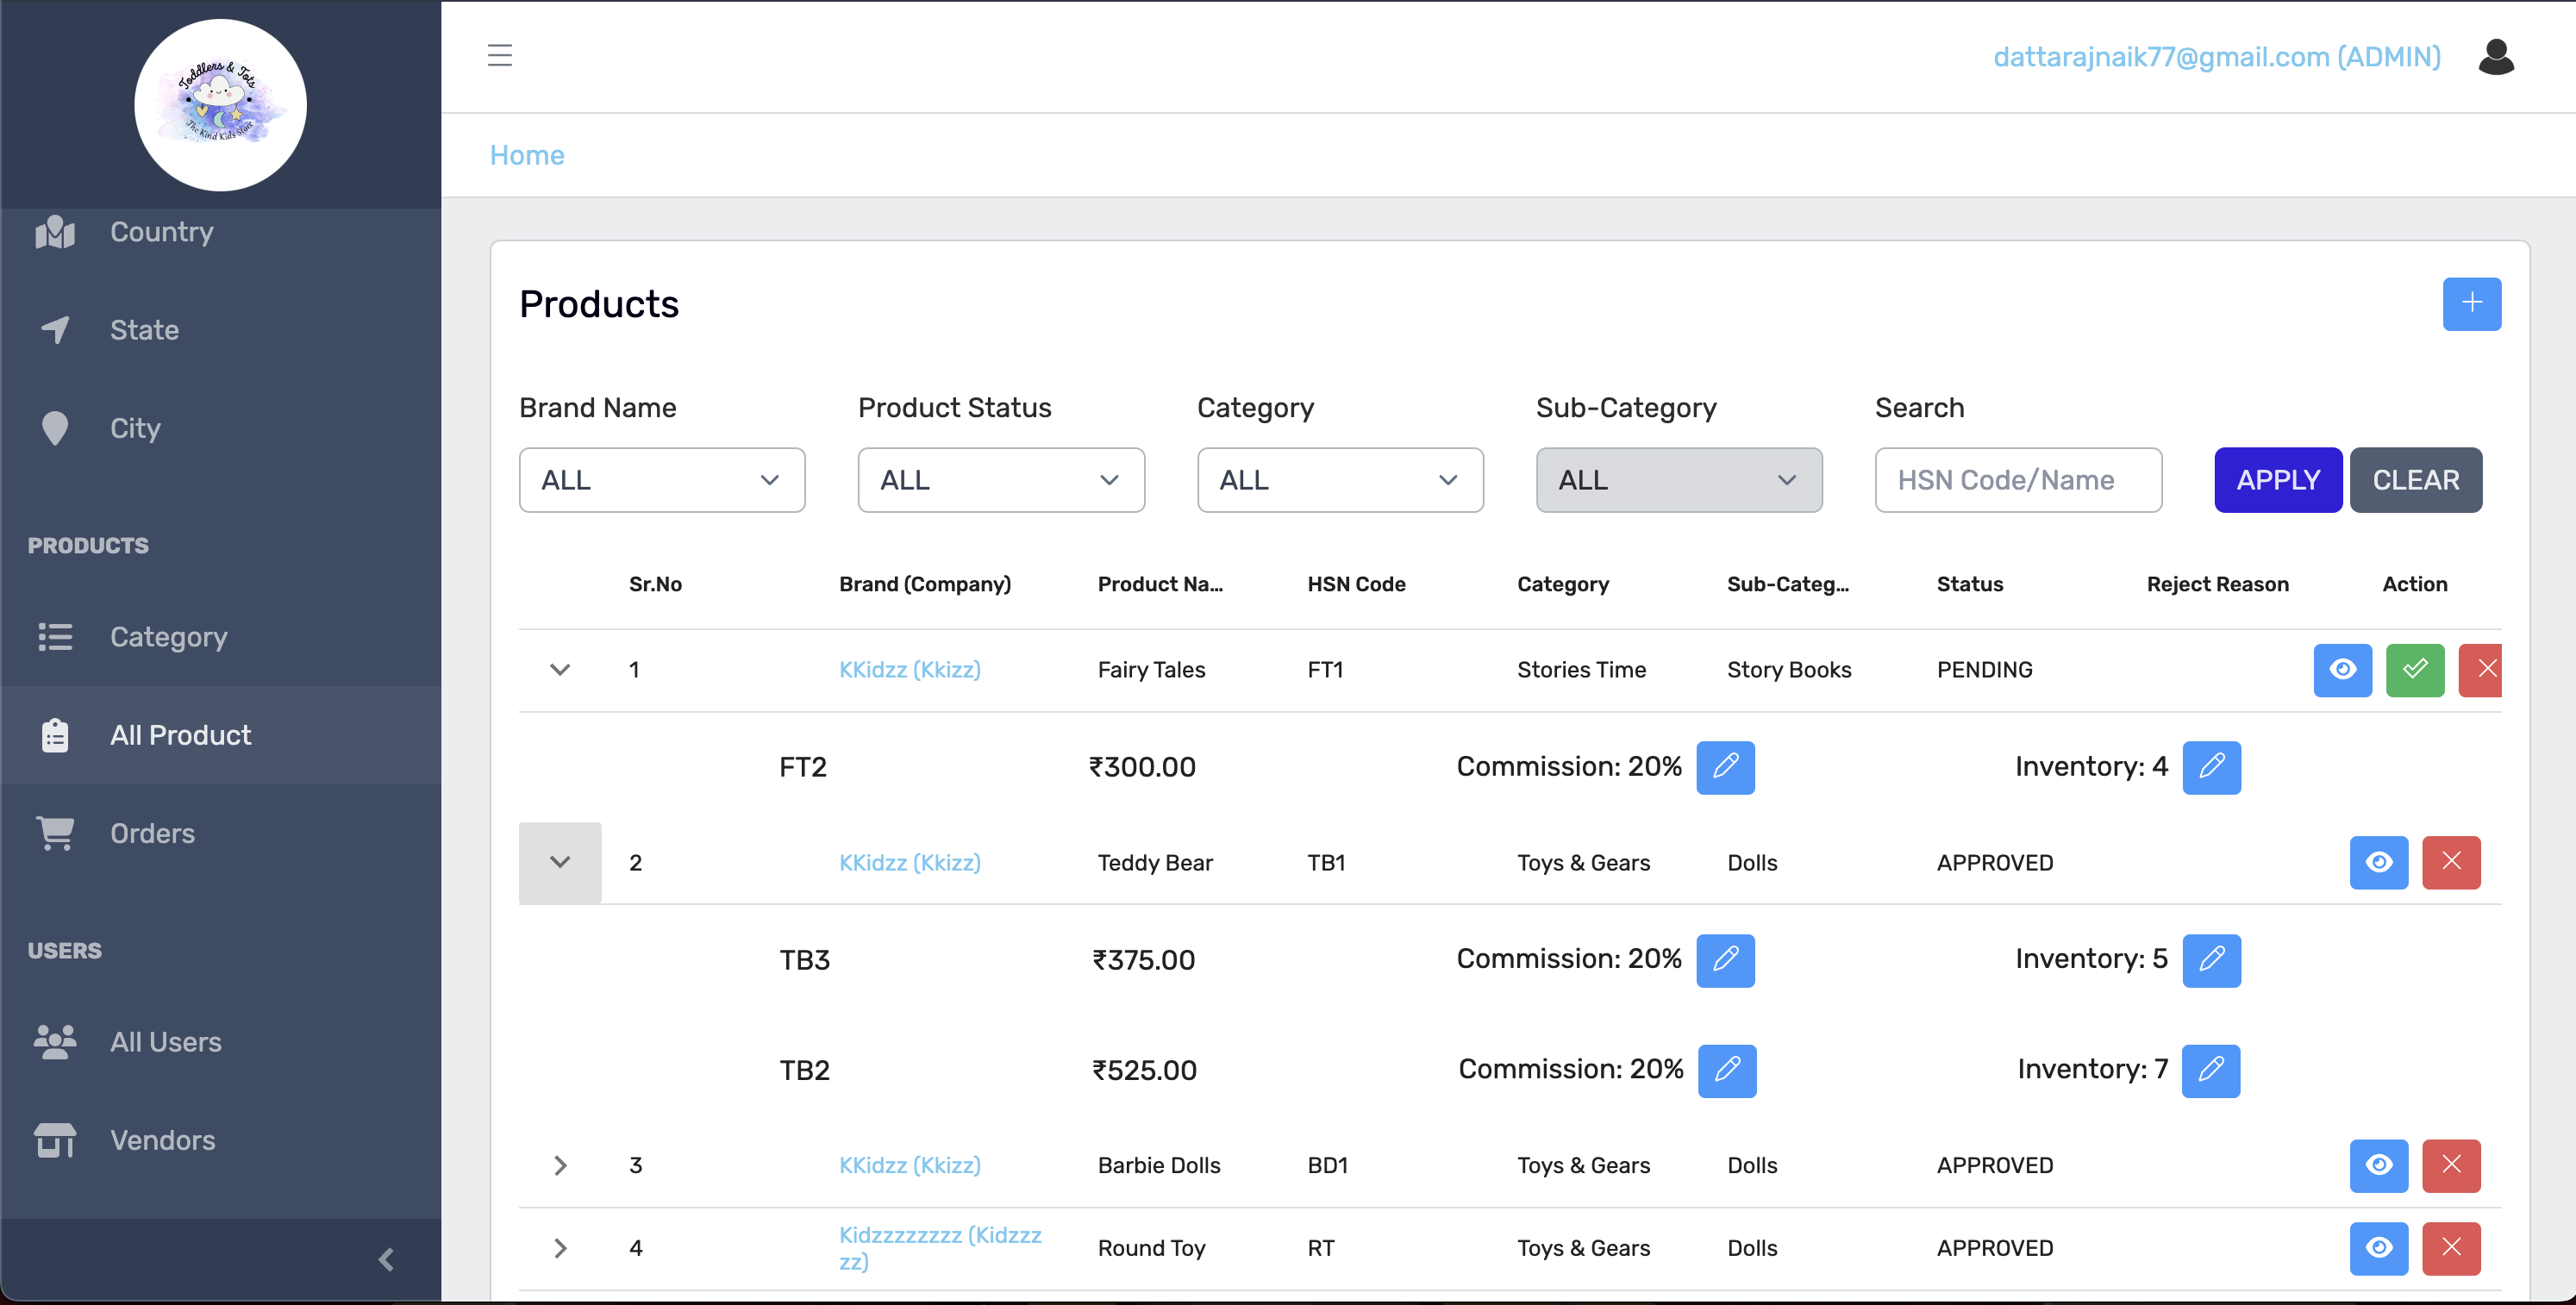 Toddlers & Tots
The Kind Kids Store
dattarajnaik77@gmail.com (ADMIN)
Home
Country
State
City
PRODUCTS
Category
All Product
Orders
USERS
All Users
Vendors
Products
Brand Name Product Status Category Sub-Category Search
ALL ALL ALL ALL HSN Code/Name APPLY CLEAR
Sr.No Brand (Company) Product Na... HSN Code Category Sub-Categ... Status Reject Reason Action
1 KKidzz (Kkizz) Fairy Tales FT1 Stories Time Story Books PENDING
FT2 ₹300.00 Commission: 20% Inventory: 4
2 KKidzz (Kkizz) Teddy Bear TB1 Toys & Gears Dolls APPROVED
TB3 ₹375.00 Commission: 20% Inventory: 5
TB2 ₹525.00 Commission: 20% Inventory: 7
3 KKidzz (Kkizz) Barbie Dolls BD1 Toys & Gears Dolls APPROVED
4 Kidzzzzzzzz (Kidzzz Round Toy RT Toys & Gears Dolls APPROVED
zz)